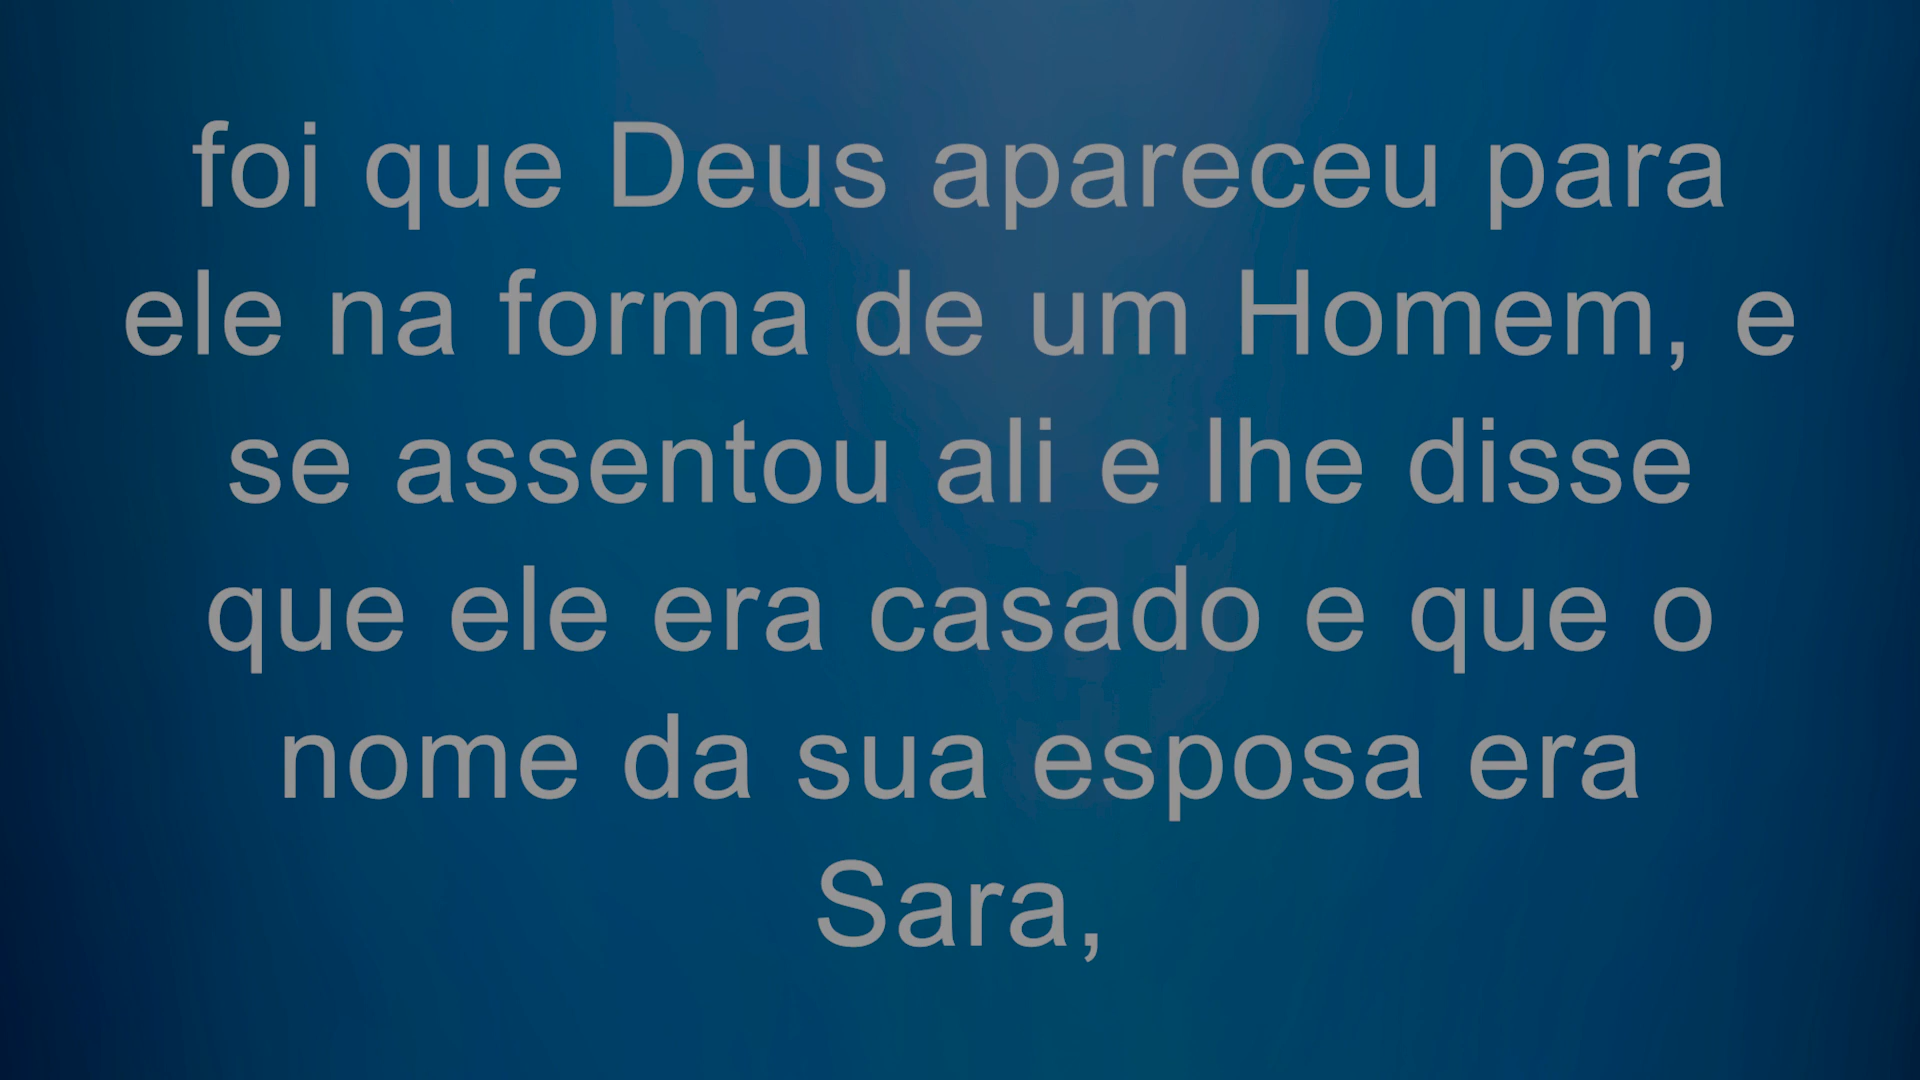 foi que Deus apareceu para
ele na forma de um Homem, e
se assentou ali e lhe disse
que ele era casado e que o
nome da sua esposa era
Sara,